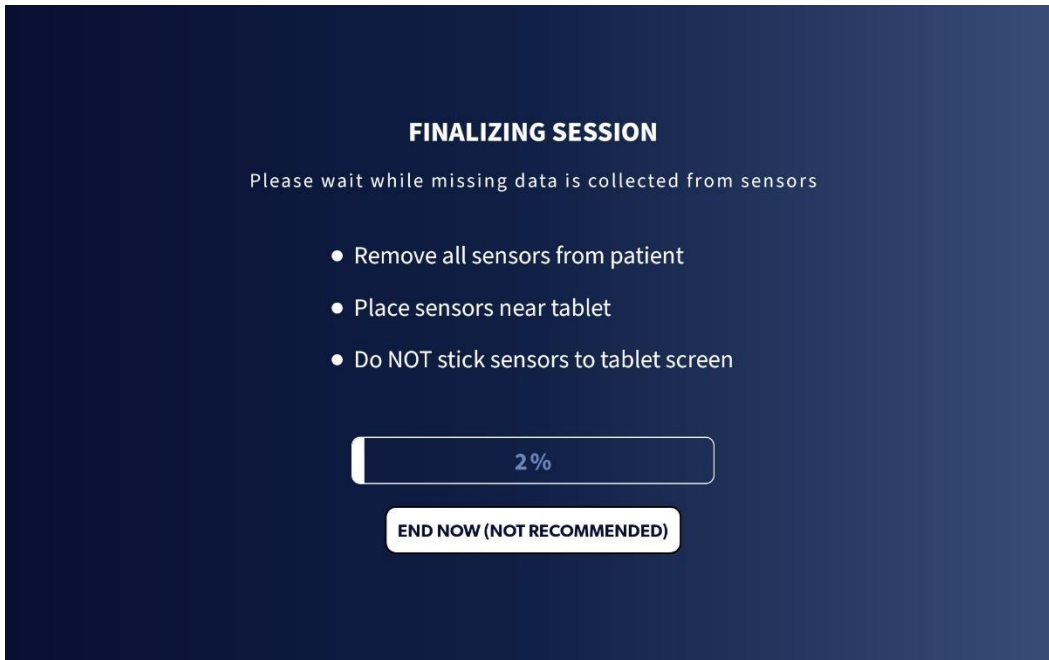 FINALIZING SESSION
Please wait while missing data is collected from sensors
● Remove all sensors from patient
● Place sensors near tablet
● Do NOT stick sensors to tablet screen
2%
END NOW (NOT RECOMMENDED)